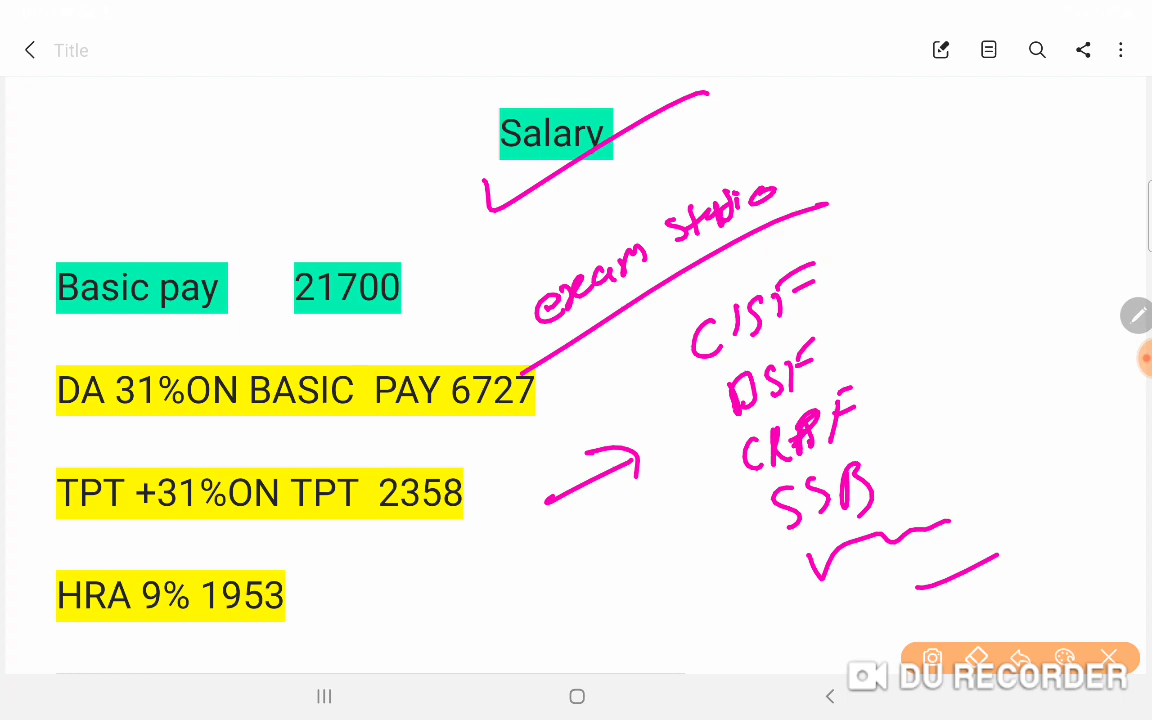 Title
Salary
exam studio
Basic pay 21700
CISF
DA 31%ON BASIC PAY 6727
BSF
CRPF
TPT +31%ON TPT 2358
SSB
HRA 9% 1953
DU RECORDER